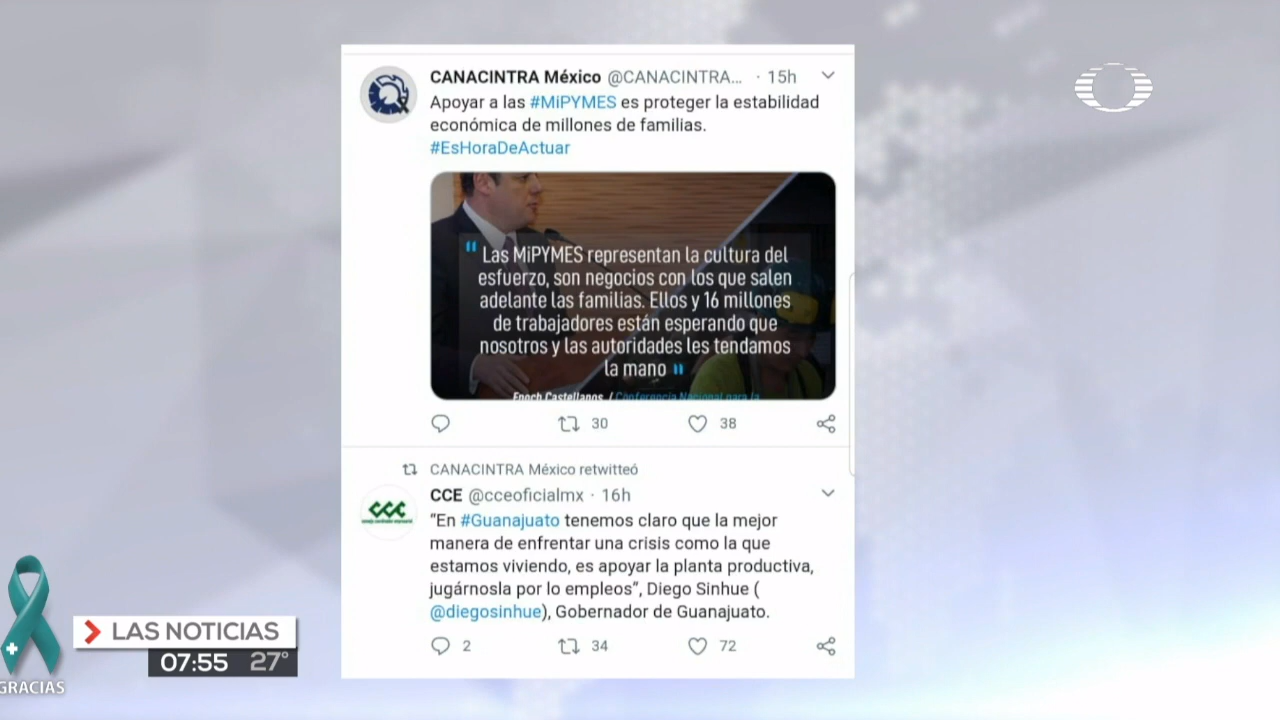 CANACINTRA México @CANACINTRA... · 15h
Apoyar a las #MiPYMES es proteger la estabilidad
económica de millones de familias.
#EsHoraDeActuar
"Las MiPYMES representan la cultura del
esfuerzo, son negocios con los que salen
adelante las familias. Ellos y 16 millones
de trabajadores están esperando que
nosotros y las autoridades les tendamos
la mano"
Enoch Castellanos / Conferencia Nacional para la
30 38
CANACINTRA México retwitteó
CCE @cceoficialmx · 16h
CCC
consejo coordinador empresarial
"En #Guanajuato tenemos claro que la mejor
manera de enfrentar una crisis como la que
estamos viviendo, es apoyar la planta productiva,
jugárnosla por lo empleos", Diego Sinhue (
@diegosinhue), Gobernador de Guanajuato.
2 34 72
LAS NOTICIAS
07:55 27°
GRACIAS